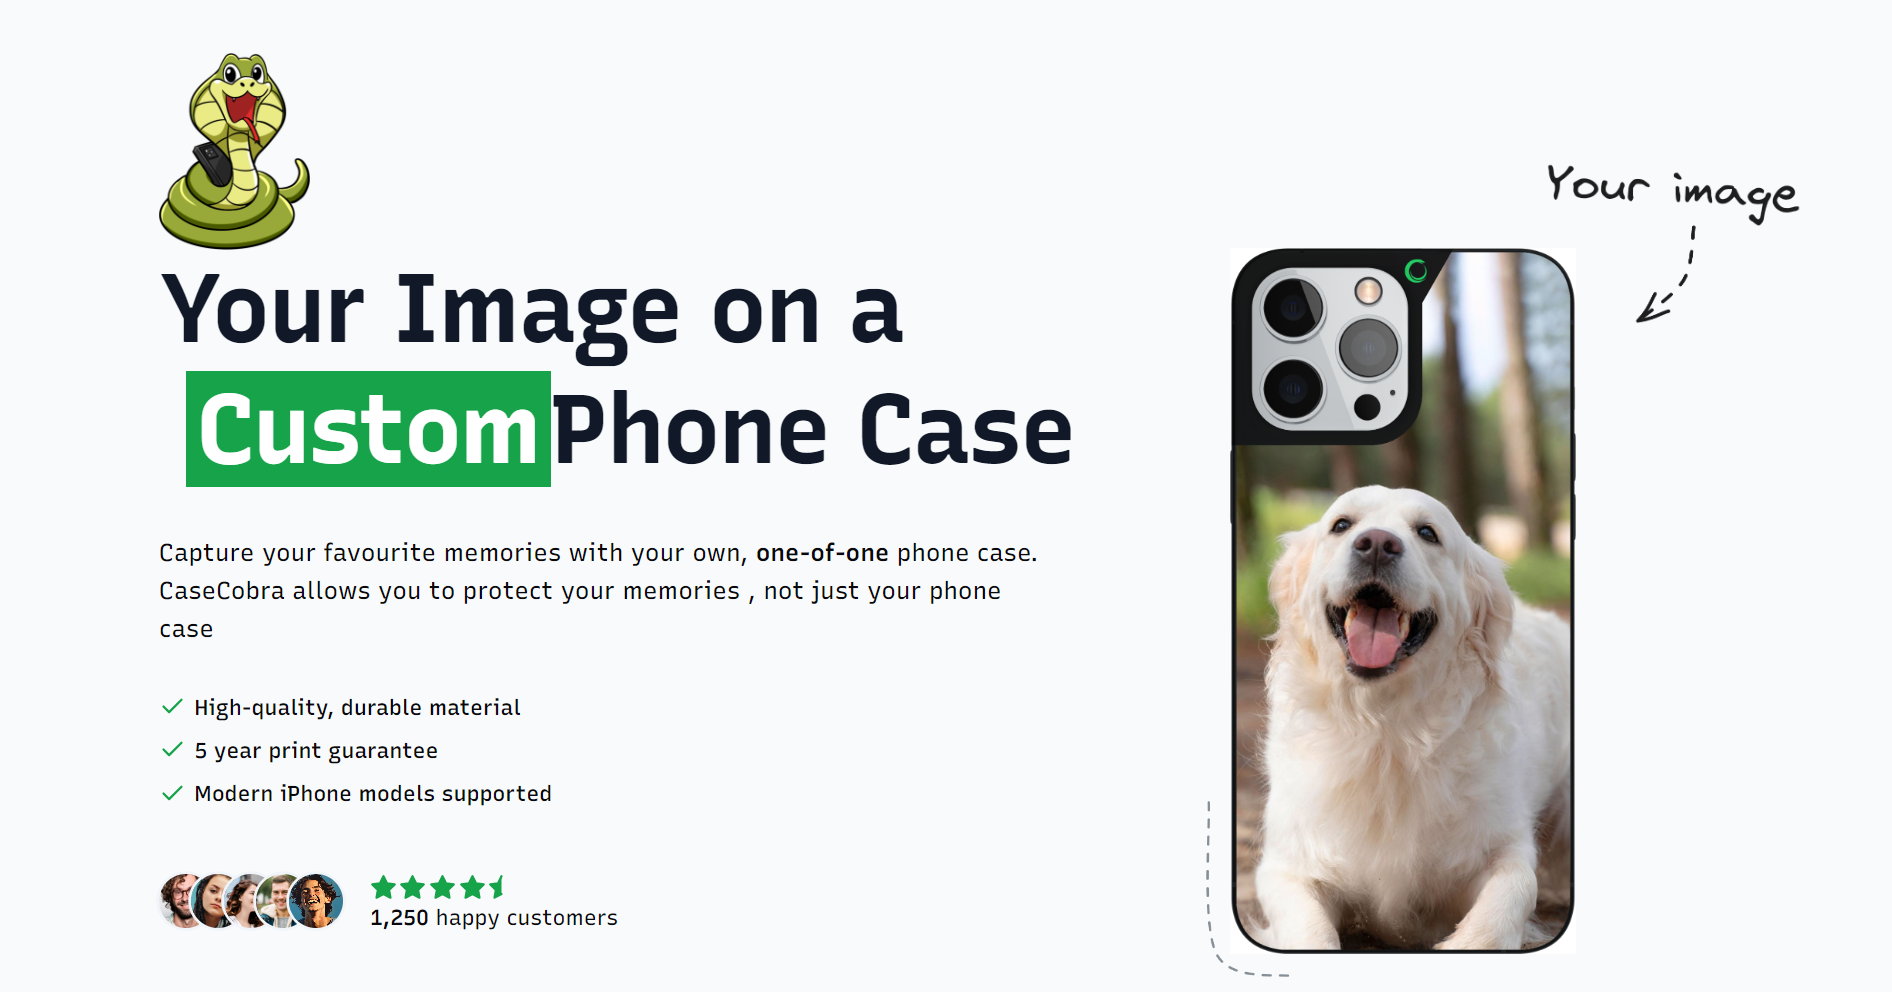 Your Image on a
Custom Phone Case
Capture your favourite memories with your own, one-of-one phone case.
CaseCobra allows you to protect your memories , not just your phone
case
High-quality, durable material
5 year print guarantee
Modern iPhone models supported
1,250 happy customers
Your image